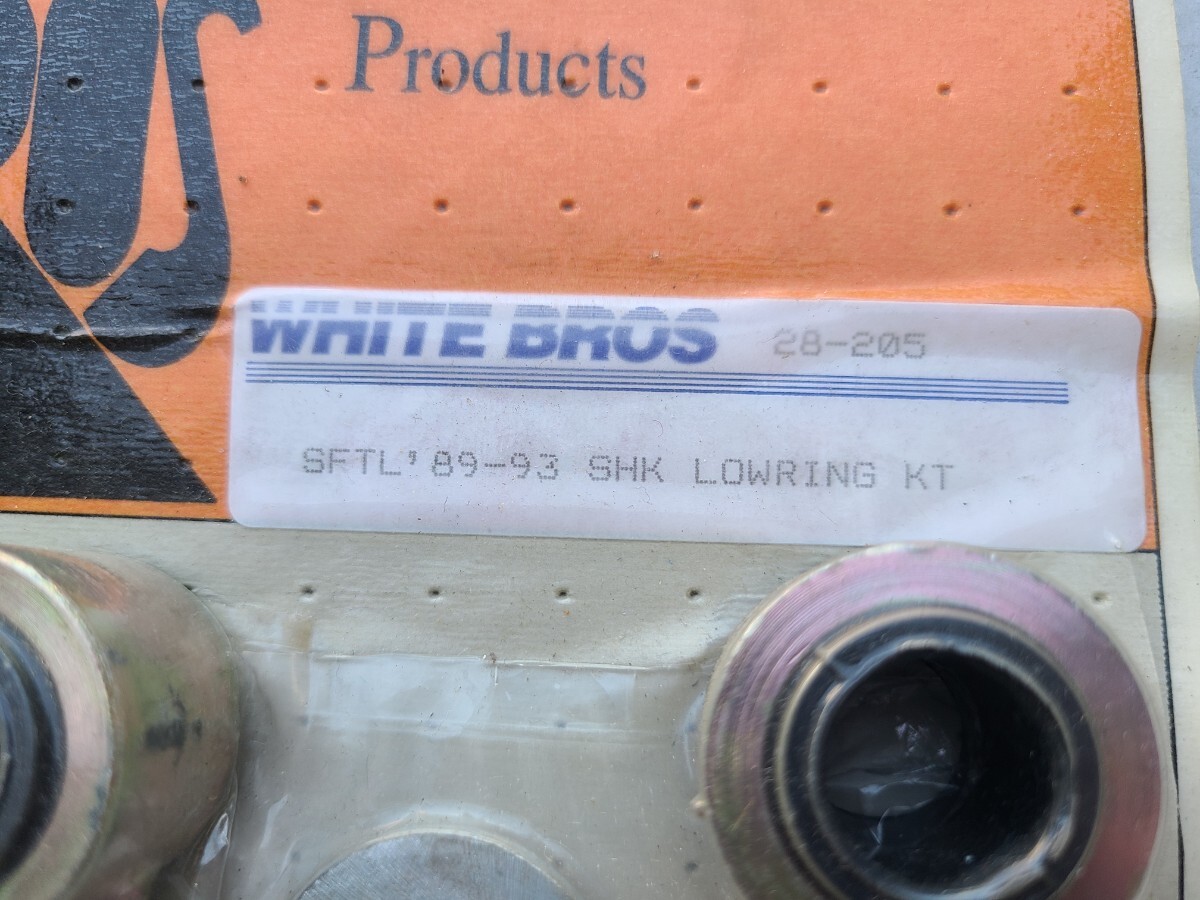 Products
WHITE BROS 28-205
SFTL'89-93 SHK LOWRING KT